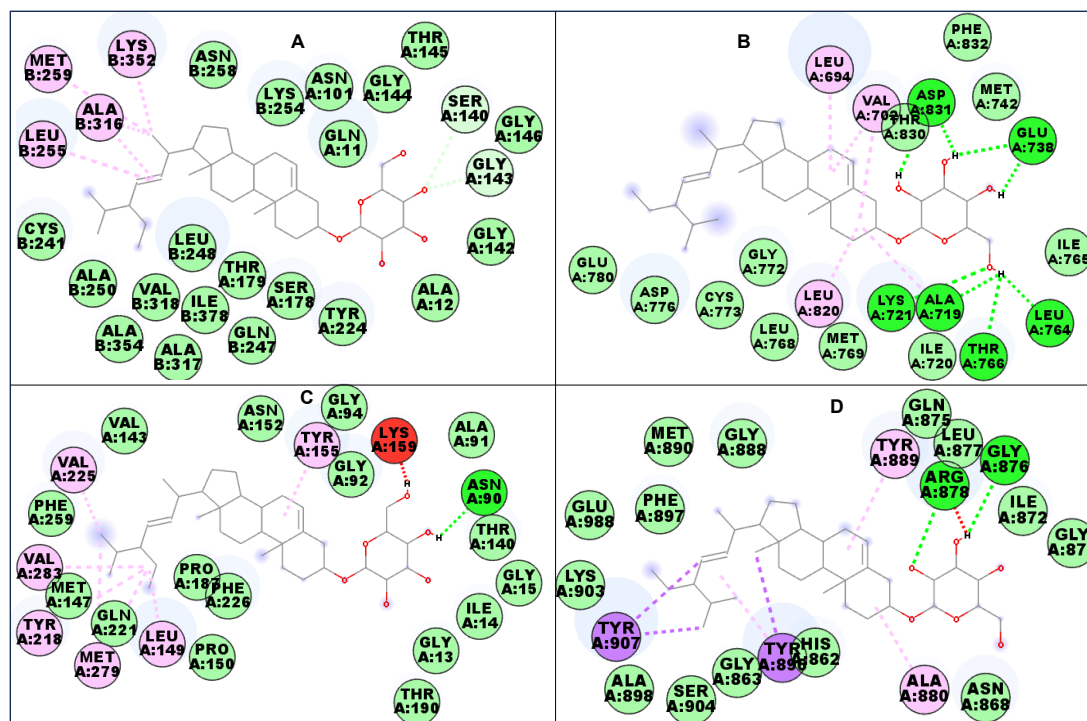 A
MET
B:259
LYS
B:352
ASN
B:258
LYS
B:254
ASN
A:101
GLY
A:144
THR
A:145
SER
A:140
GLY
A:146
ALA
B:316
LEU
B:255
GLN
A:11
GLY
A:143
CYS
B:241
LEU
B:248
GLY
A:142
ALA
B:250
VAL
B:318
ILE
B:378
THR
A:179
SER
A:178
TYR
A:224
ALA
A:12
ALA
B:354
ALA
B:317
GLN
B:247
B
PHE
A:832
LEU
A:694
VAL
ASP
A:831
MET
A:742
THR
A:830
GLU
A:738
H
H
H
GLU
A:780
ASP
A:776
GLY
A:772
CYS
A:773
LEU
A:820
LYS
A:721
ALA
A:719
H
ILE
LEU
A:764
LEU
A:768
MET
A:769
ILE
A:720
THR
A:766
C
VAL
A:143
ASN
A:152
GLY
A:94
TYR
A:155
LYS
A:159
ALA
A:91
VAL
A:225
GLY
A:92
ASN
A:90
H
PHE
A:259
H
THR
A:140
VAL
A:283
MET
A:147
PRO
PHE
A:226
GLY
A:15
TYR
A:218
GLN
A:221
LEU
A:149
ILE
A:14
MET
A:279
PRO
A:150
GLY
A:13
THR
A:190
D
MET
A:890
GLY
A:888
TYR
A:889
GLN
A:875
LEU
A:877
GLY
A:876
GLU
A:988
PHE
A:897
ARG
A:878
ILE
A:872
H
GLY
LYS
A:903
TYR
A:907
TYR
HIS
A:862
ALA
A:898
SER
A:904
GLY
A:863
ALA
A:880
ASN
A:868